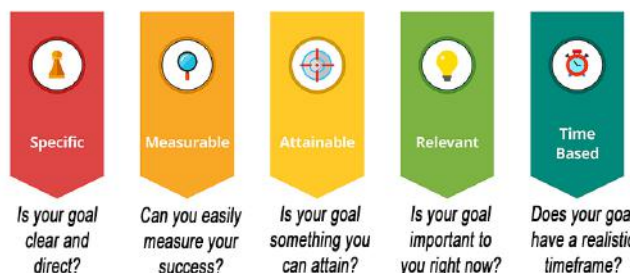 Specific
Measurable
Attainable
Relevant
Time
Based
Is your goal
clear and
direct?
Can you easily
measure your
success?
Is your goal
something you
can attain?
Is your goal
important to
you right now?
Does your goa
have a realistic
timeframe?